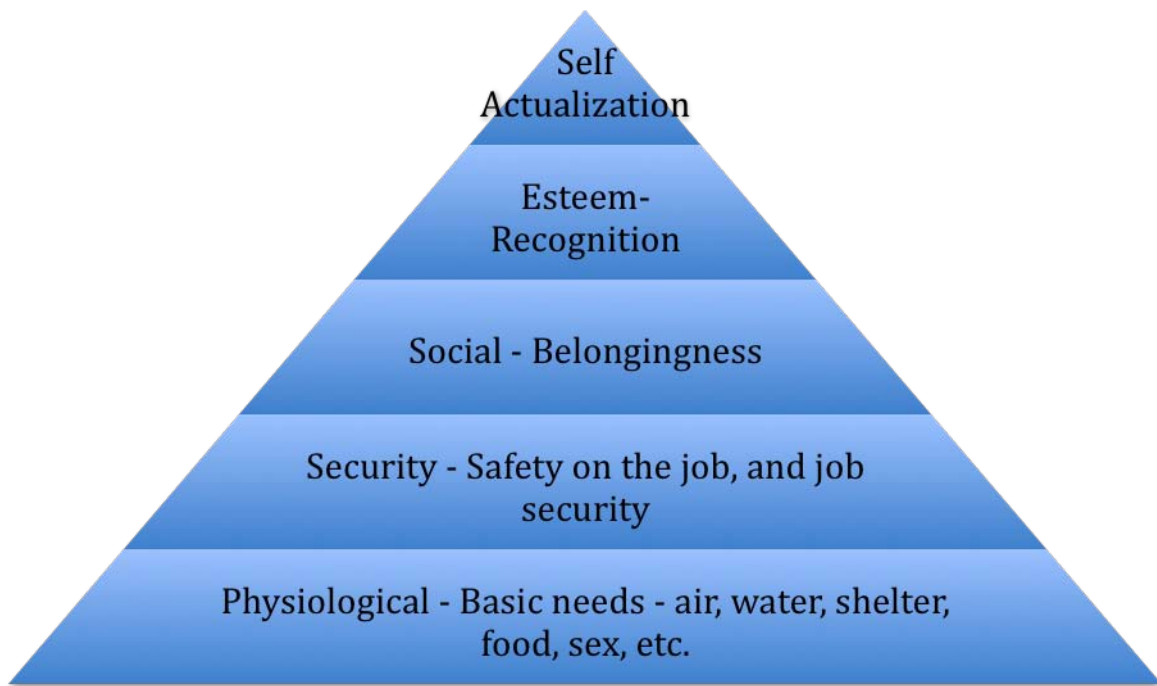 Self
Actualization
Esteem-
Recognition
Social - Belongingness
Security - Safety on the job, and job
security
Physiological - Basic needs - air, water, shelter,
food, sex, etc.